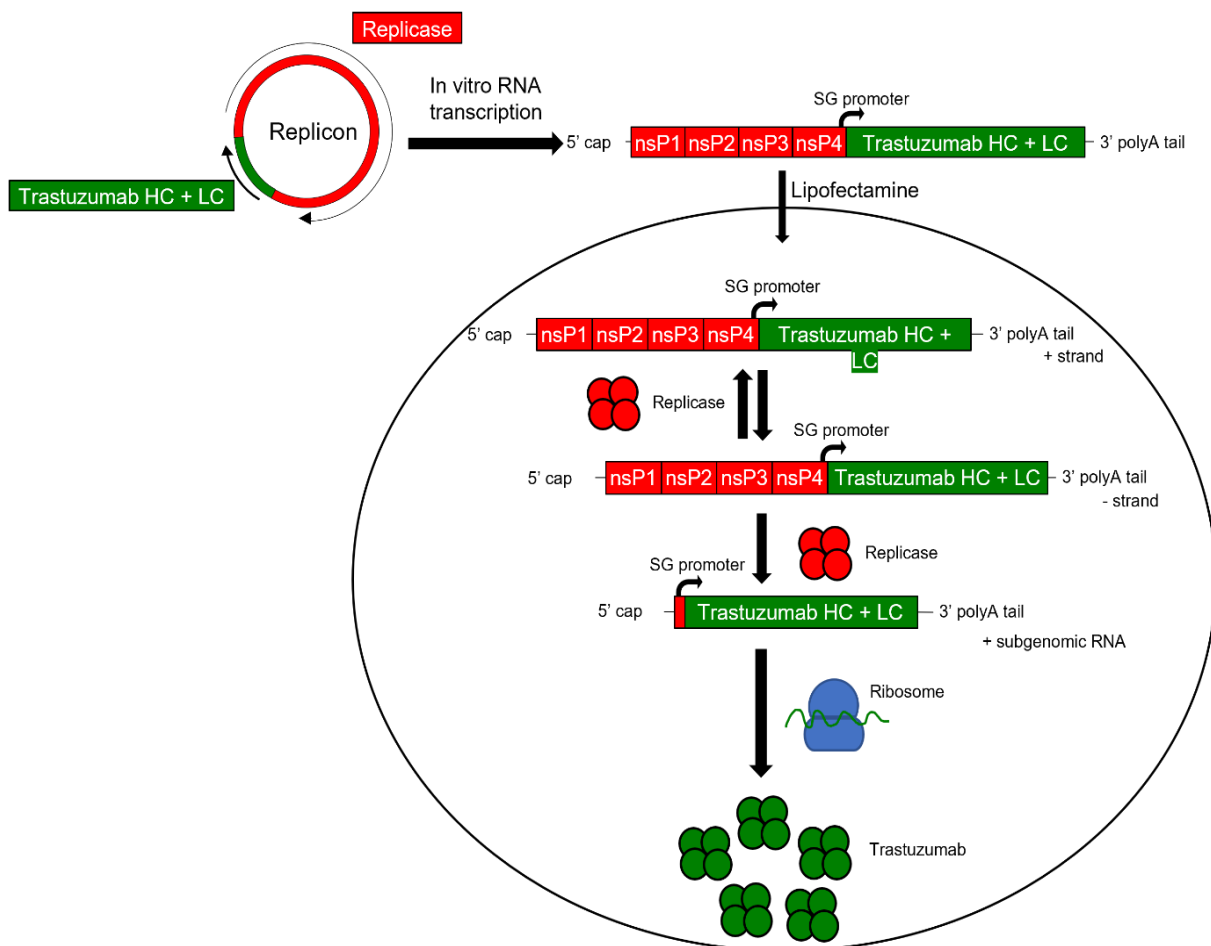 Replicase
In vitro RNA
transcription
Replicon
Trastuzumab HC + LC
SG promoter
5' cap nsP1 nsP2 nsP3 nsP4 Trastuzumab HC + LC 3' polyA tail
Lipofectamine
SG promoter
5' cap nsP1 nsP2 nsP3 nsP4 Trastuzumab HC + 3' polyA tail
LC
+ strand
Replicase
SG promoter
5' cap nsP1 nsP2 nsP3 nsP4 Trastuzumab HC + LC 3' polyA tail
- strand
Replicase
SG promoter
5' cap Trastuzumab HC + LC 3' polyA tail
+ subgenomic RNA
Ribosome
Trastuzumab